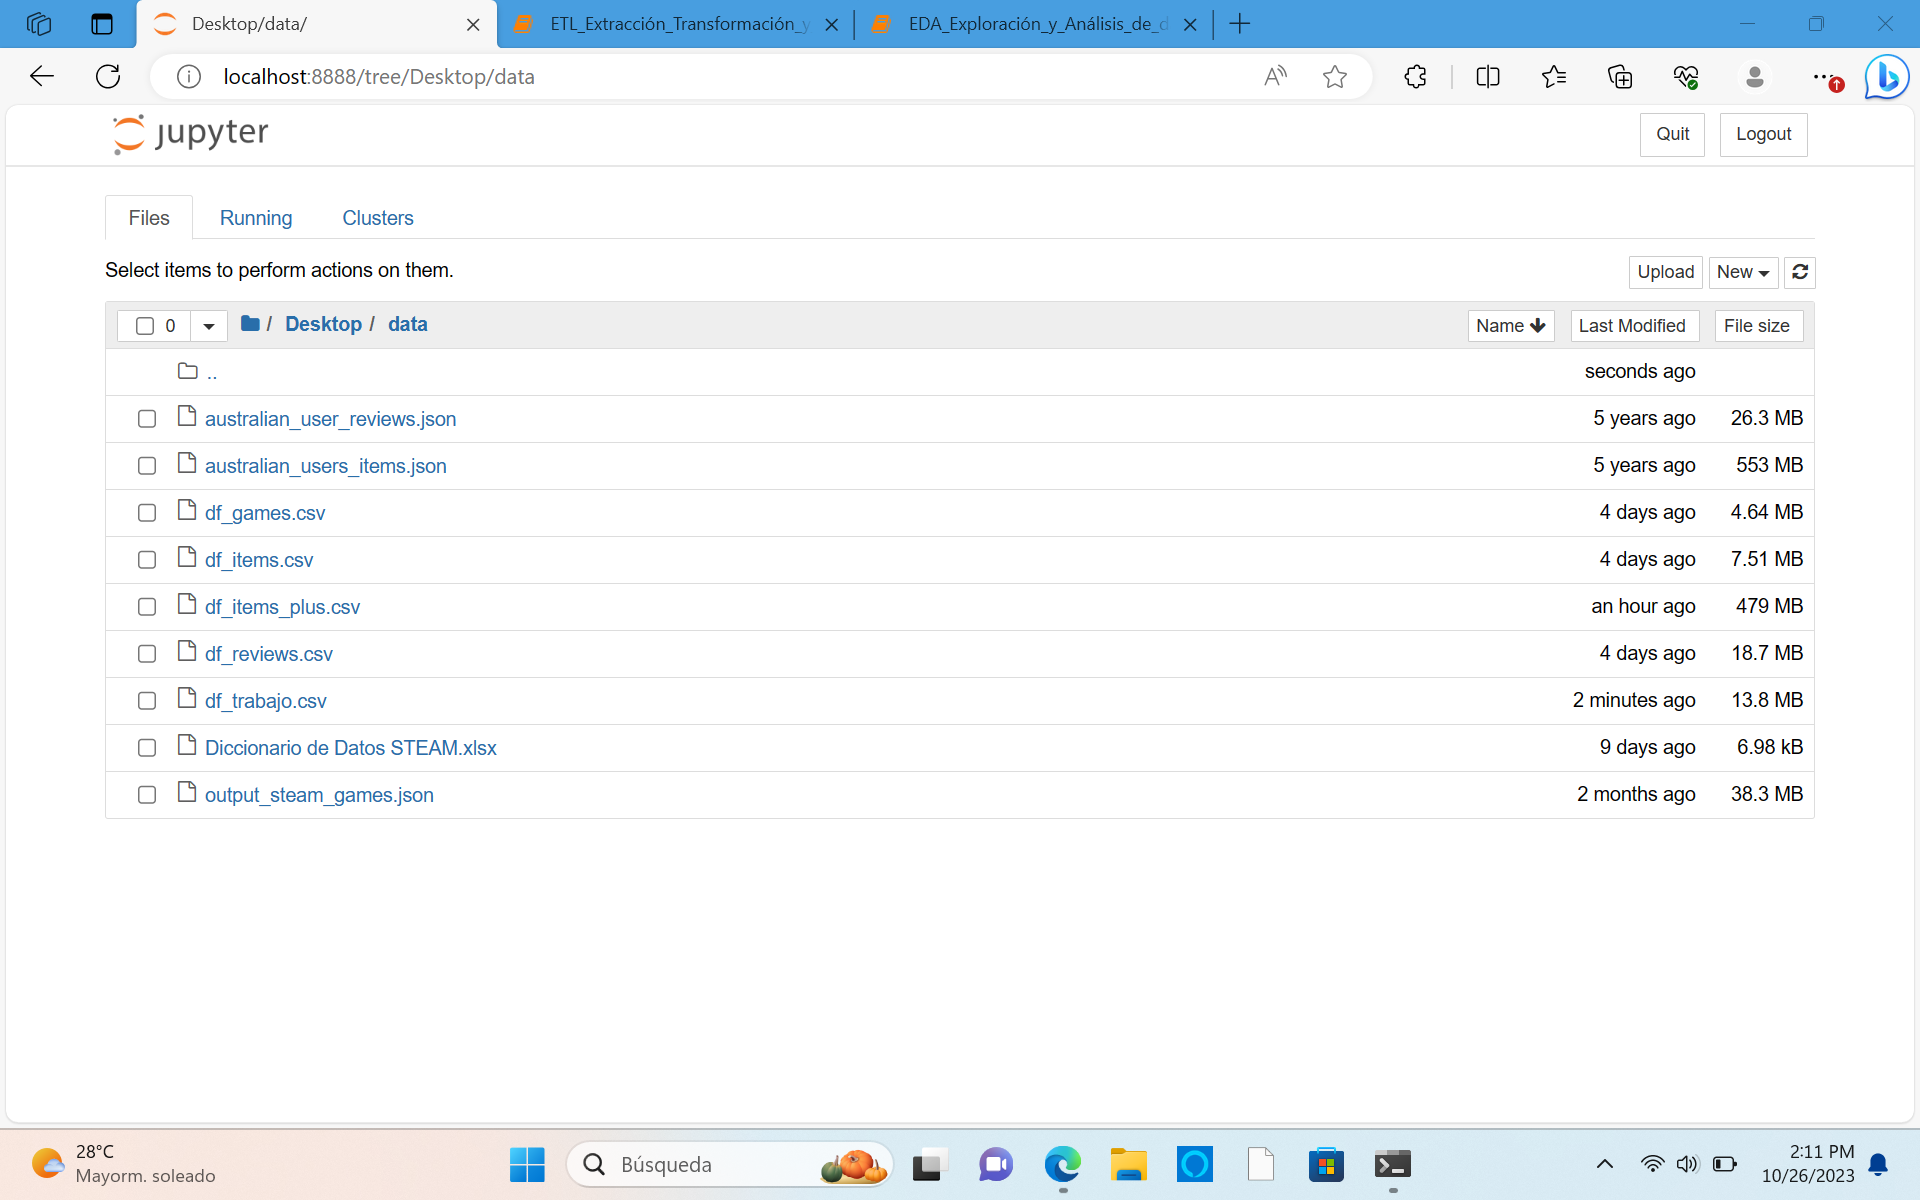 Desktop/data/
ETL_Extracción_Transformación_y
EDA_Exploración_y_Análisis_de_d
localhost:8888/tree/Desktop/data
jupyter
Quit
Logout
Files
Running
Clusters
Select items to perform actions on them.
Upload
New
0
/ Desktop / data
Name
Last Modified
File size
..
seconds ago
australian_user_reviews.json
5 years ago
26.3 MB
australian_users_items.json
5 years ago
553 MB
df_games.csv
4 days ago
4.64 MB
df_items.csv
4 days ago
7.51 MB
df_items_plus.csv
an hour ago
479 MB
df_reviews.csv
4 days ago
18.7 MB
df_trabajo.csv
2 minutes ago
13.8 MB
Diccionario de Datos STEAM.xlsx
9 days ago
6.98 kB
output_steam_games.json
2 months ago
38.3 MB
28°C
Mayorm. soleado
Búsqueda
2:11 PM
10/26/2023